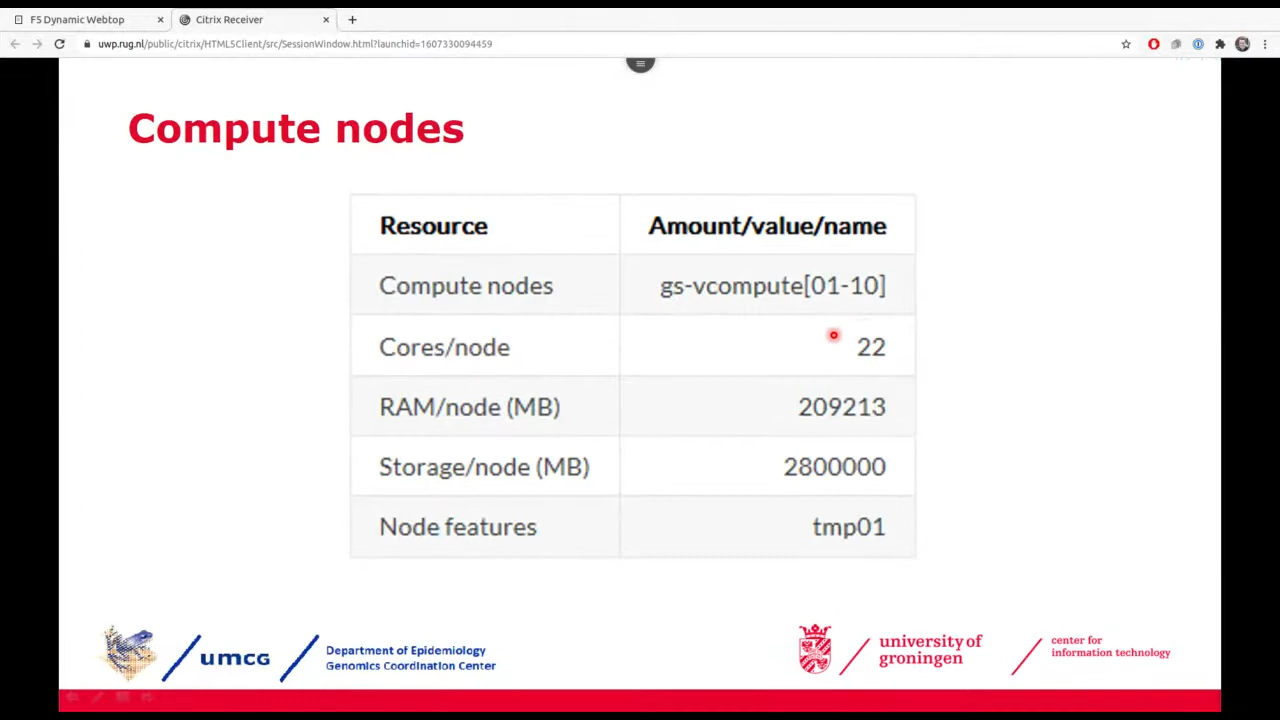 F5 Dynamic Webtop
Citrix Receiver
uwp.rug.nl/public/citrix/HTML5Client/src/SessionWindow.html?launchid=1607330094459
Compute nodes
Resource Amount/value/name
Compute nodes gs-vcompute[01-10]
Cores/node 22
RAM/node (MB) 209213
Storage/node (MB) 2800000
Node features tmp01
umcg
Department of Epidemiology
Genomics Coordination Center
university of
groningen
center for
information technology